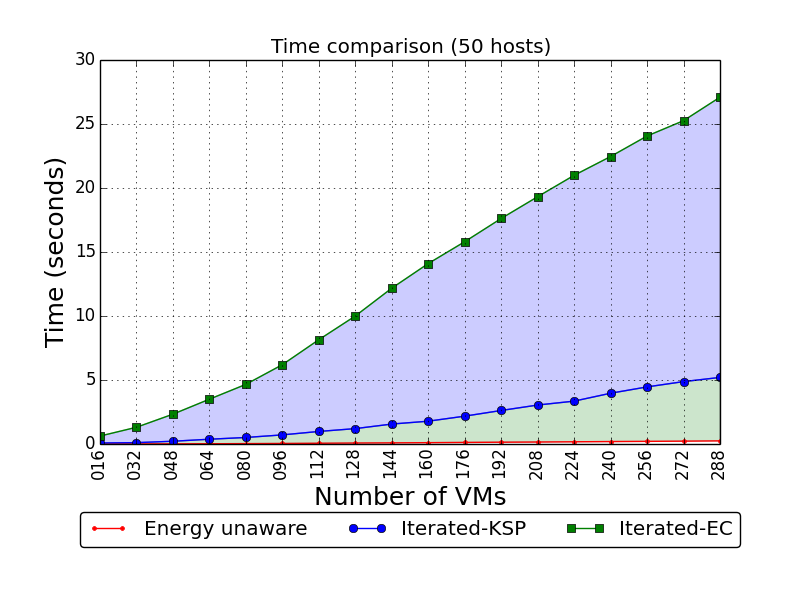 Time comparison (50 hosts)
Time (seconds)
30
25
20
15
10
5
0
016 032 048 064 080 096 112 128 144 160 176 192 208 224 240 256 272 288
Number of VMs
Energy unaware Iterated-KSP Iterated-EC